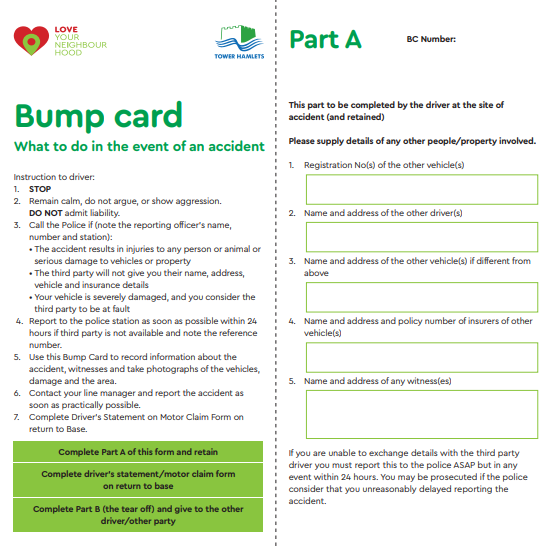 LOVE
YOUR
NEIGHBOUR
HOOD
TOWER HAMLETS
Bump card
What to do in the event of an accident
Instruction to driver:
1. STOP
2. Remain calm, do not argue, or show aggression.
DO NOT admit liability.
3. Call the Police if (note the reporting officer's name,
number and station):
• The accident results in injuries to any person or animal or
serious damage to vehicles or property
• The third party will not give you their name, address,
vehicle and insurance details
• Your vehicle is severely damaged, and you consider the
third party to be at fault
4. Report to the police station as soon as possible within 24
hours if third party is not available and note the reference
number.
5. Use this Bump Card to record information about the
accident, witnesses and take photographs of the vehicles,
damage and the area.
6. Contact your line manager and report the accident as
soon as practically possible.
7. Complete Driver's Statement on Motor Claim Form on
return to Base.
Complete Part A of this form and retain
Complete driver's statement/motor claim form
on return to base
Complete Part B (the tear off) and give to the other
driver/other party
Part A
BC Number:
This part to be completed by the driver at the site of
accident (and retained)
Please supply details of any other people/property involved.
1. Registration No(s) of the other vehicle(s)
2. Name and address of the other driver(s)
3. Name and address of the other vehicle(s) if different from
above
4. Name and address and policy number of insurers of other
vehicle(s)
5. Name and address of any witness(es)
If you are unable to exchange details with the third party
driver you must report this to the police ASAP but in any
event within 24 hours. You may be prosecuted if the police
consider that you unreasonably delayed reporting the
accident.